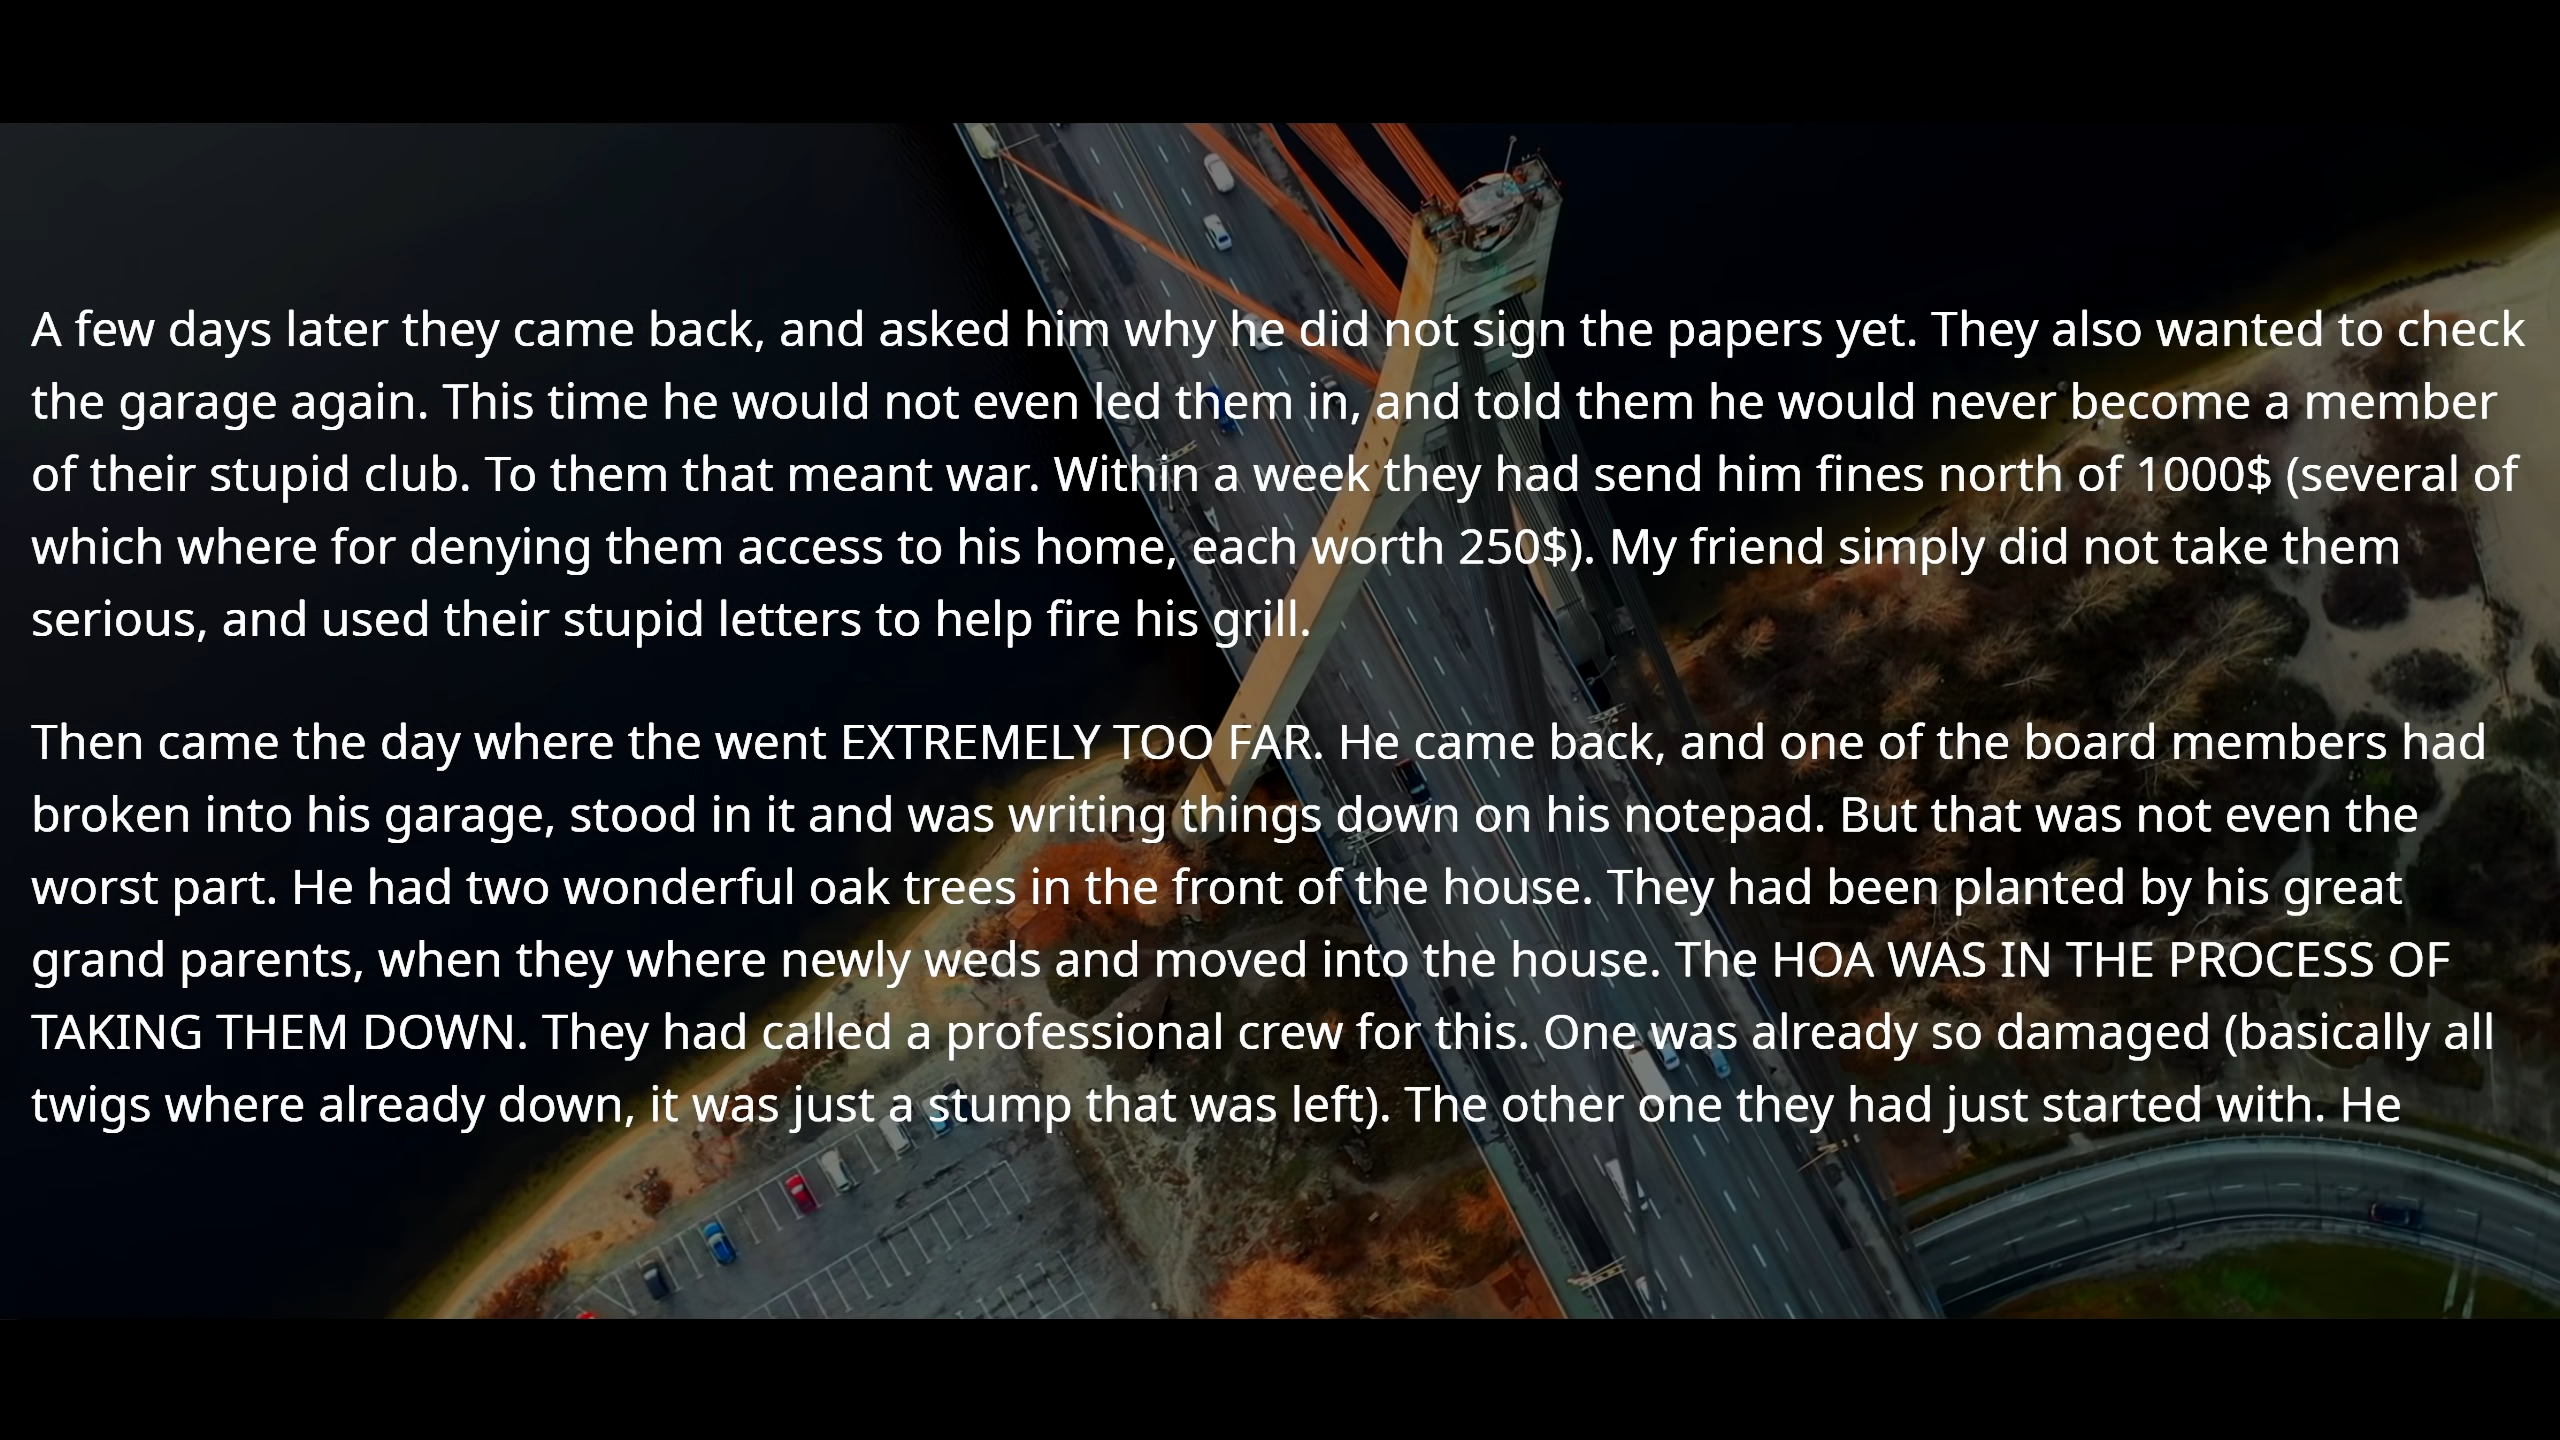 A few days later they came back, and asked him why he did not sign the papers yet. They also wanted to check
the garage again. This time he would not even led them in, and told them he would never become a member
of their stupid club. To them that meant war. Within a week they had send him fines north of 1000$ (several of
which where for denying them access to his home, each worth 250$). My friend simply did not take them
serious, and used their stupid letters to help fire his grill.
Then came the day where the went EXTREMELY TOO FAR. He came back, and one of the board members had
broken into his garage, stood in it and was writing things down on his notepad. But that was not even the
worst part. He had two wonderful oak trees in the front of the house. They had been planted by his great
grand parents, when they where newly weds and moved into the house. The HOA WAS IN THE PROCESS OF
TAKING THEM DOWN. They had called a professional crew for this. One was already so damaged (basically all
twigs where already down, it was just a stump that was left). The other one they had just started with. He